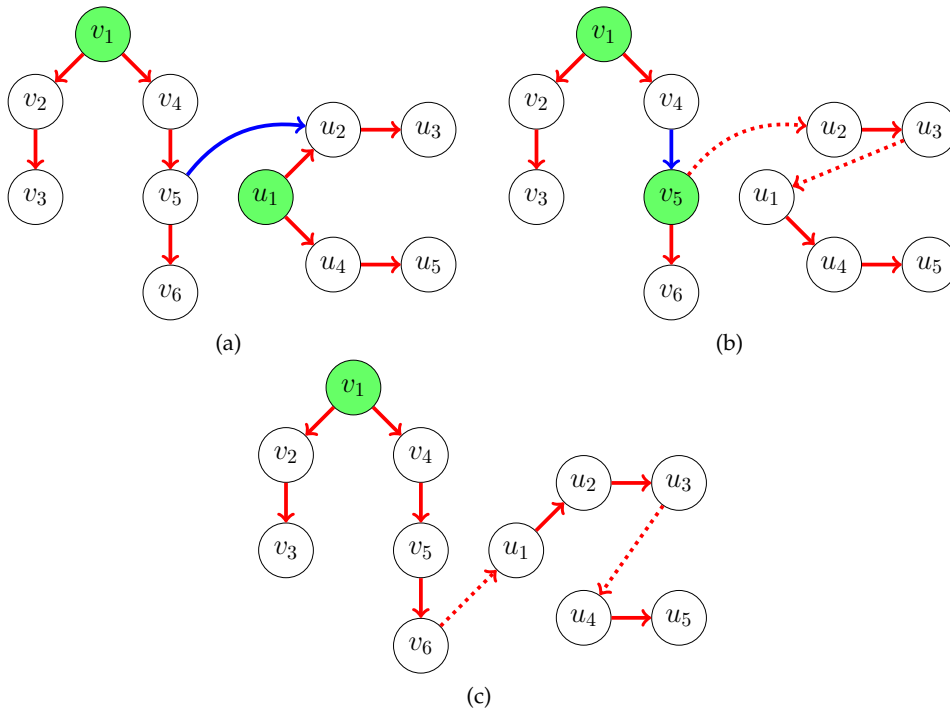 v₁ v₁
v₂ v₄ u₂ u₃ v₂ v₄ u₂ u₃
v₃ v₅ u₁ v₃ v₅ u₁
u₄ u₅ u₄ u₅
v₆ v₆
(a) (b)
v₁
v₂ v₄ u₂ u₃
v₃ v₅ u₁
u₄ u₅
v₆
(c)